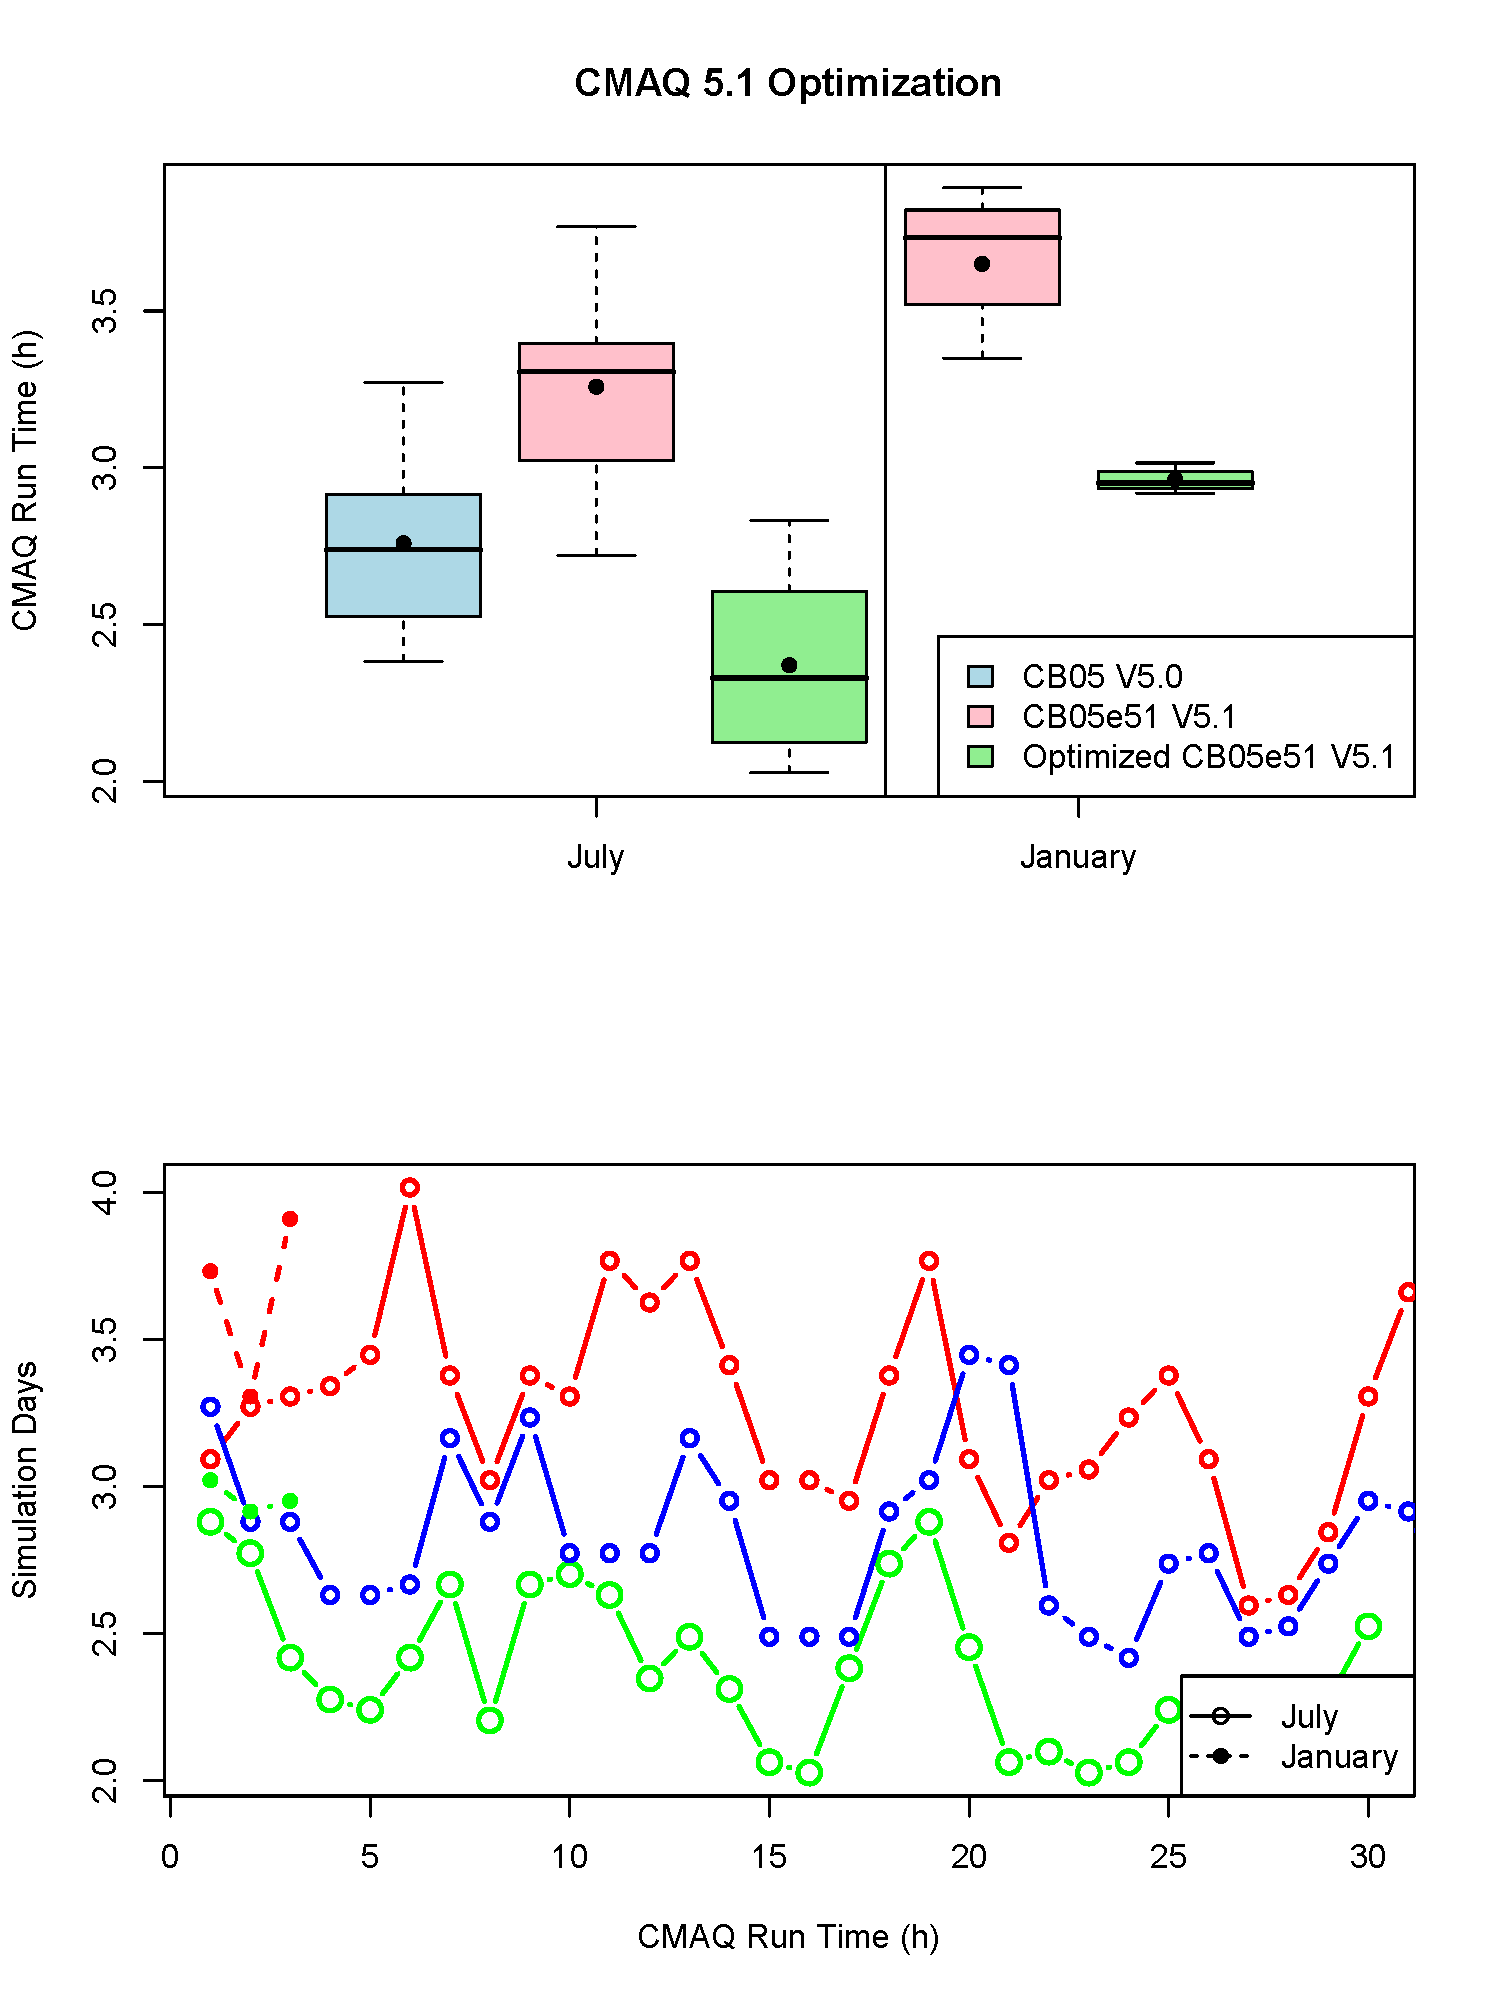 CMAQ 5.1 Optimization
CMAQ Run Time (h)
3.5
3.0
2.5
2.0
CB05 V5.0
CB05e51 V5.1
Optimized CB05e51 V5.1
July
January
Simulation Days
4.0
3.5
3.0
2.5
2.0
July
January
0 5 10 15 20 25 30
CMAQ Run Time (h)